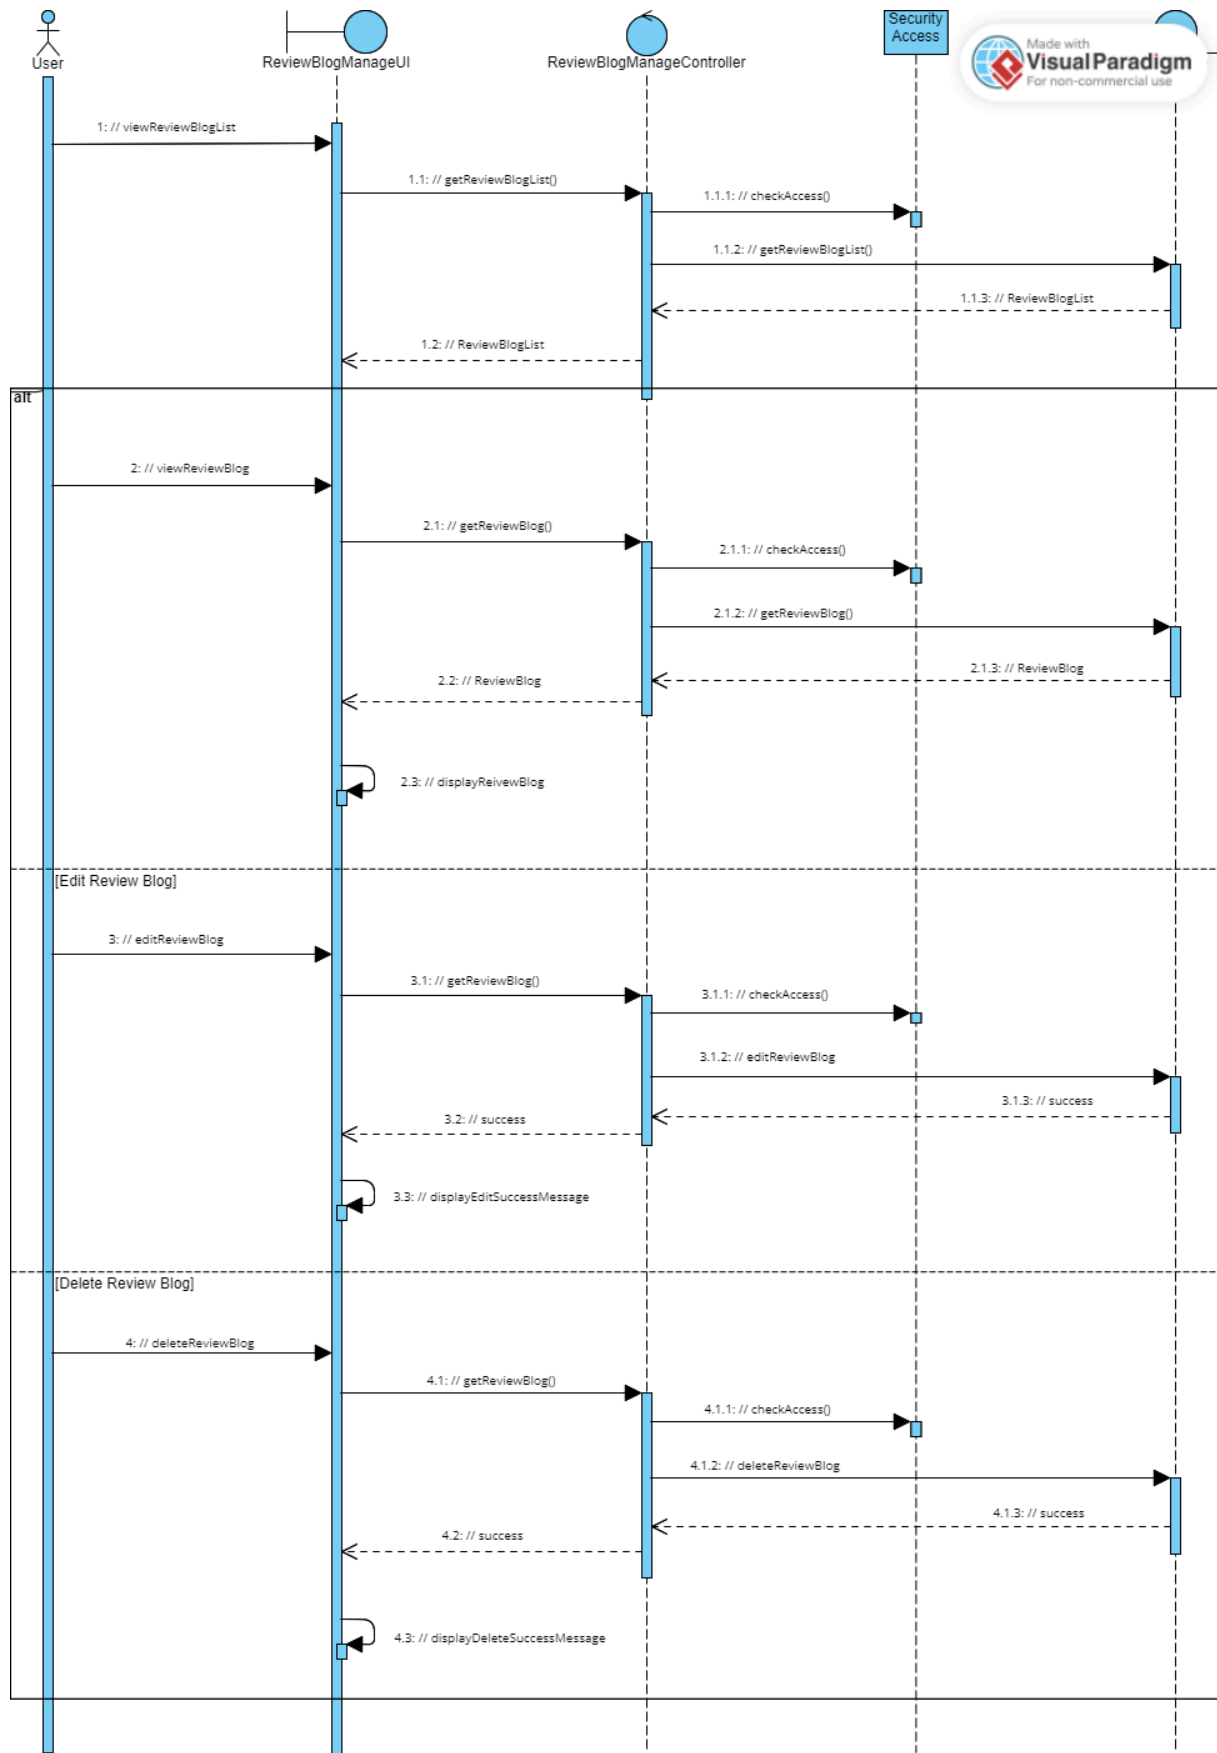 User
ReviewBlogManageUI
ReviewBlogManageController
Security
Access
Made with
VisualParadigm
For non-commercial use
1: // viewReviewBlogList
1.1: // getReviewBlogList()
1.1.1: // checkAccess()
1.1.2: // getReviewBlogList()
1.1.3: // ReviewBlogList
1.2: // ReviewBlogList
alt
2: // viewReviewBlog
2.1: // getReviewBlog()
2.1.1: // checkAccess()
2.1.2: // getReviewBlog()
2.1.3: // ReviewBlog
2.2: // ReviewBlog
2.3: // displayReivewBlog
[Edit Review Blog]
3: // editReviewBlog
3.1: // getReviewBlog()
3.1.1: // checkAccess()
3.1.2: // editReviewBlog
3.1.3: // success
3.2: // success
3.3: // displayEditSuccessMessage
[Delete Review Blog]
4: // deleteReviewBlog
4.1: // getReviewBlog()
4.1.1: // checkAccess()
4.1.2: // deleteReviewBlog
4.1.3: // success
4.2: // success
4.3: // displayDeleteSuccessMessage